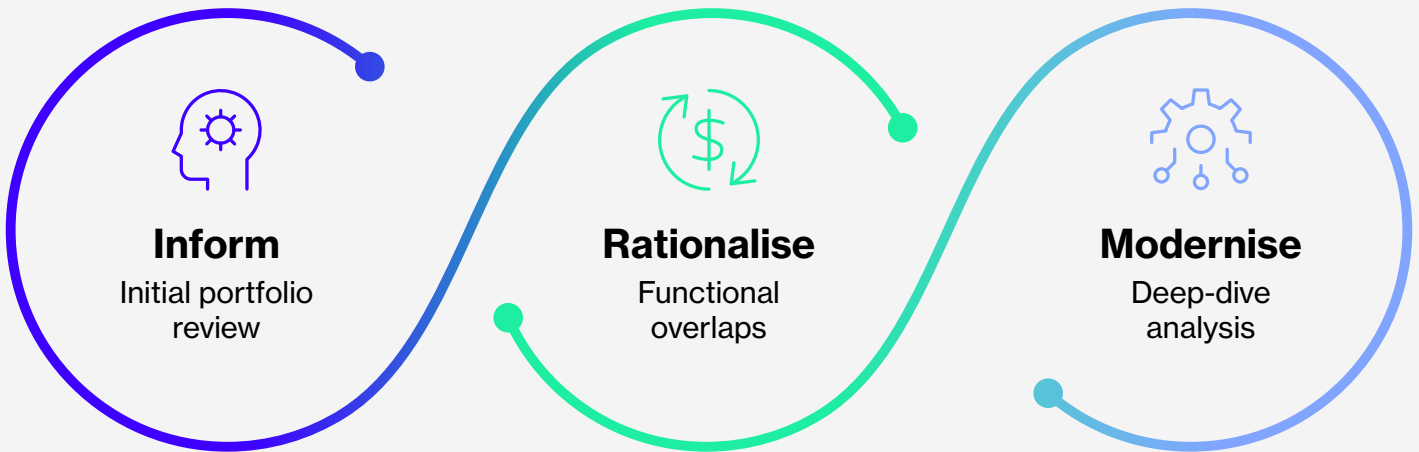 Inform
Initial portfolio
review
Rationalise
Functional
overlaps
Modernise
Deep-dive
analysis